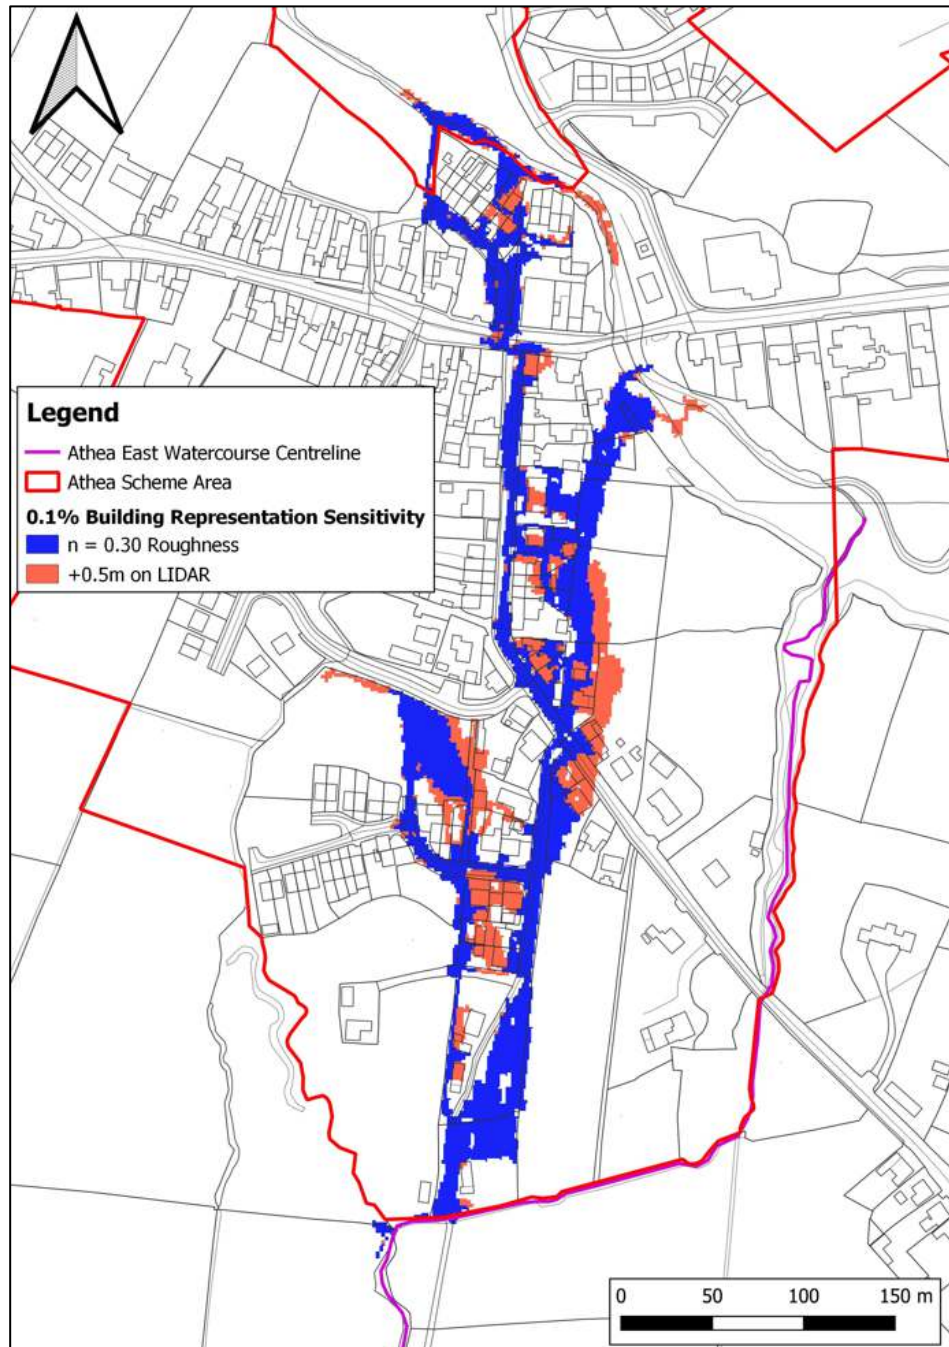 Legend
Athea East Watercourse Centreline
Athea Scheme Area
0.1% Building Representation Sensitivity
n = 0.30 Roughness
+0.5m on LIDAR
0 50 100 150 m